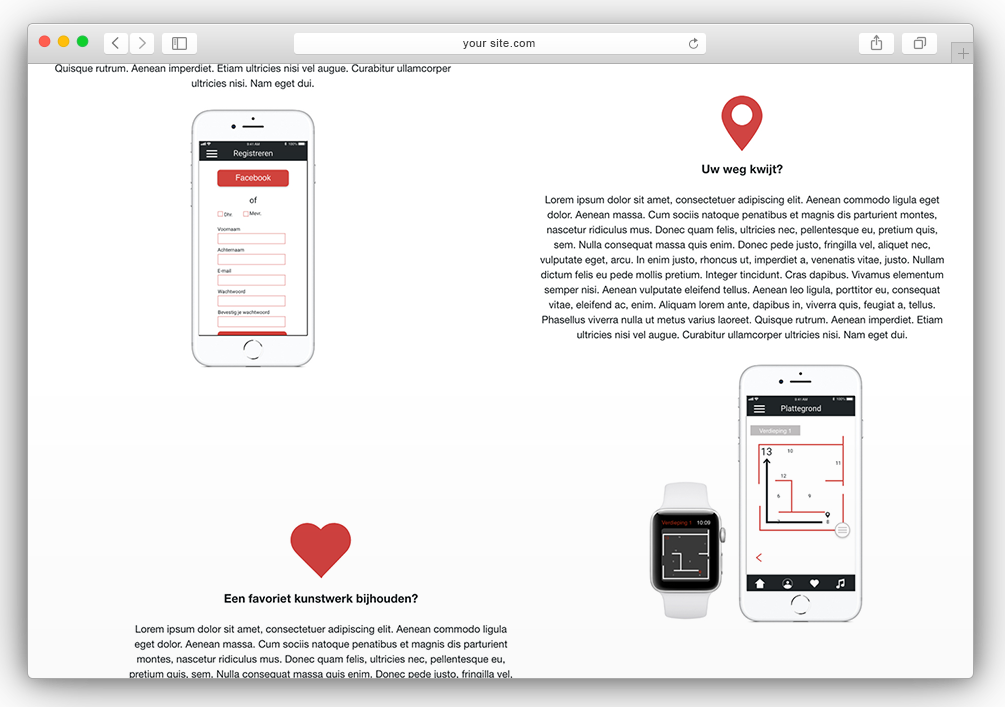 your site.com
Quisque rutrum. Aenean imperdiet. Etiam ultricies nisi vel augue. Curabitur ullamcorper
ultricies nisi. Nam eget dui.
9:41 AM
100%
Registreren
Facebook
of
Dhr.
Mevr.
Voornaam
Achternaam
E-mail
Wachtwoord
Bevestig je wachtwoord
Uw weg kwijt?
Lorem ipsum dolor sit amet, consectetuer adipiscing elit. Aenean commodo ligula eget
dolor. Aenean massa. Cum sociis natoque penatibus et magnis dis parturient montes,
nascetur ridiculus mus. Donec quam felis, ultricies nec, pellentesque eu, pretium quis,
sem. Nulla consequat massa quis enim. Donec pede justo, fringilla vel, aliquet nec,
vulputate eget, arcu. In enim justo, rhoncus ut, imperdiet a, venenatis vitae, justo. Nullam
dictum felis eu pede mollis pretium. Integer tincidunt. Cras dapibus. Vivamus elementum
semper nisi. Aenean vulputate eleifend tellus. Aenean leo ligula, porttitor eu, consequat
vitae, eleifend ac, enim. Aliquam lorem ante, dapibus in, viverra quis, feugiat a, tellus.
Phasellus viverra nulla ut metus varius laoreet. Quisque rutrum. Aenean imperdiet. Etiam
ultricies nisi vel augue. Curabitur ullamcorper ultricies nisi. Nam eget dui.
9:41 AM
100%
Plattegrond
Verdieping 1
13
10
11
12
6
9
8
Verdieping 1 10:09
Een favoriet kunstwerk bijhouden?
Lorem ipsum dolor sit amet, consectetuer adipiscing elit. Aenean commodo ligula
eget dolor. Aenean massa. Cum sociis natoque penatibus et magnis dis parturient
montes, nascetur ridiculus mus. Donec quam felis, ultricies nec, pellentesque eu,
pretium quis, sem. Nulla consequat massa quis enim. Donec pede justo, fringilla vel,